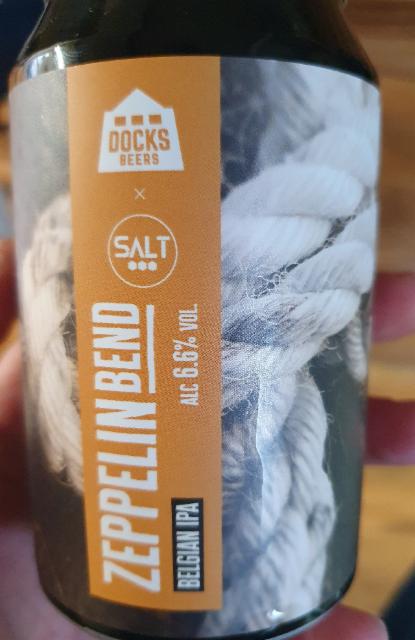 DOCKS
BEERS
×
SALT
ZEPPELIN BEND
ALC 6.6% VOL.
BELGIAN IPA